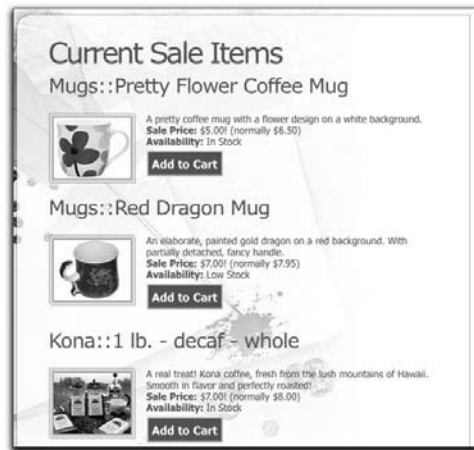 Current Sale Items
Mugs::Pretty Flower Coffee Mug
A pretty coffee mug with a flower design on a white background.
Sale Price: $5.00! (normally $6.50)
Availability: In Stock
Add to Cart
Mugs::Red Dragon Mug
An elaborate, painted gold dragon on a red background. With
partially detached, fancy handle.
Sale Price: $7.00! (normally $7.95)
Availability: Low Stock
Add to Cart
Kona::1 lb. - decaf - whole
A real treat! Kona coffee, fresh from the lush mountains of Hawaii.
Smooth in flavor and perfectly roasted!
Sale Price: $7.00! (normally $8.00)
Availability: In Stock
Add to Cart